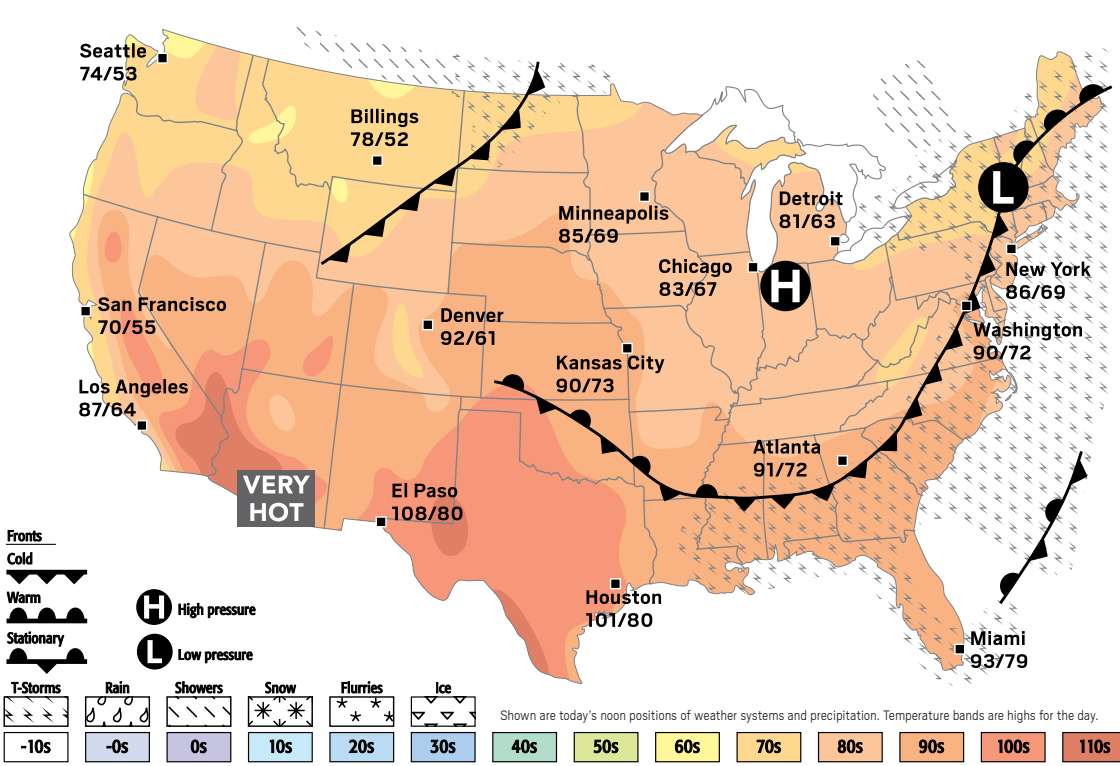 Seattle
74/53
Billings
78/52
Minneapolis
85/69
Detroit
81/63
L
Chicago
83/67
H
New York
86/69
San Francisco
70/55
Denver
92/61
Washington
90/72
Kansas City
90/73
Los Angeles
87/64
Atlanta
91/72
VERY
HOT
El Paso
108/80
Houston
101/80
Miami
93/79
Fronts
Cold
Warm
Stationary
H High pressure
L Low pressure
T-Storms Rain Showers Snow Flurries Ice
Shown are today's noon positions of weather systems and precipitation. Temperature bands are highs for the day.
-10s -0s 0s 10s 20s 30s 40s 50s 60s 70s 80s 90s 100s 110s